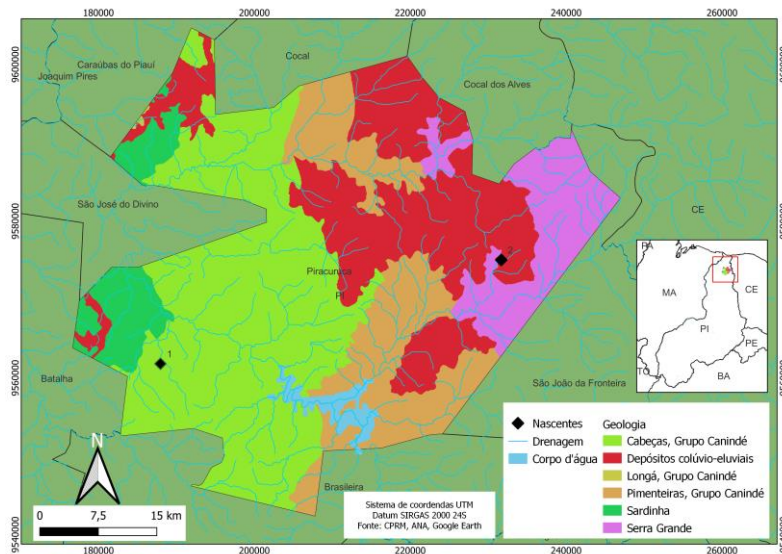 180000
200000
220000
240000
260000
9600000
9600000
Cocal
Caraúbas do Piauí
Joaquim Pires
Cocal dos Alves
São José do Divino
CE
9580000
9580000
2
Piracuruca
PI
PA
MA
CE
PI
PE
TO
BA
1
Batalha
9560000
9560000
São João da Fronteira
Brasileira
N
0 7,5 15 km
Sistema de coordendas UTM
Datum SIRGAS 2000 24S
Fonte: CPRM, ANA, Google Earth
Nascentes
Drenagem
Corpo d'água
Geologia
Cabeças, Grupo Canindé
Depósitos colúvio-eluviais
Longá, Grupo Canindé
Pimenteiras, Grupo Canindé
Sardinha
Serra Grande
9540000
9540000
180000
200000
220000
240000
260000